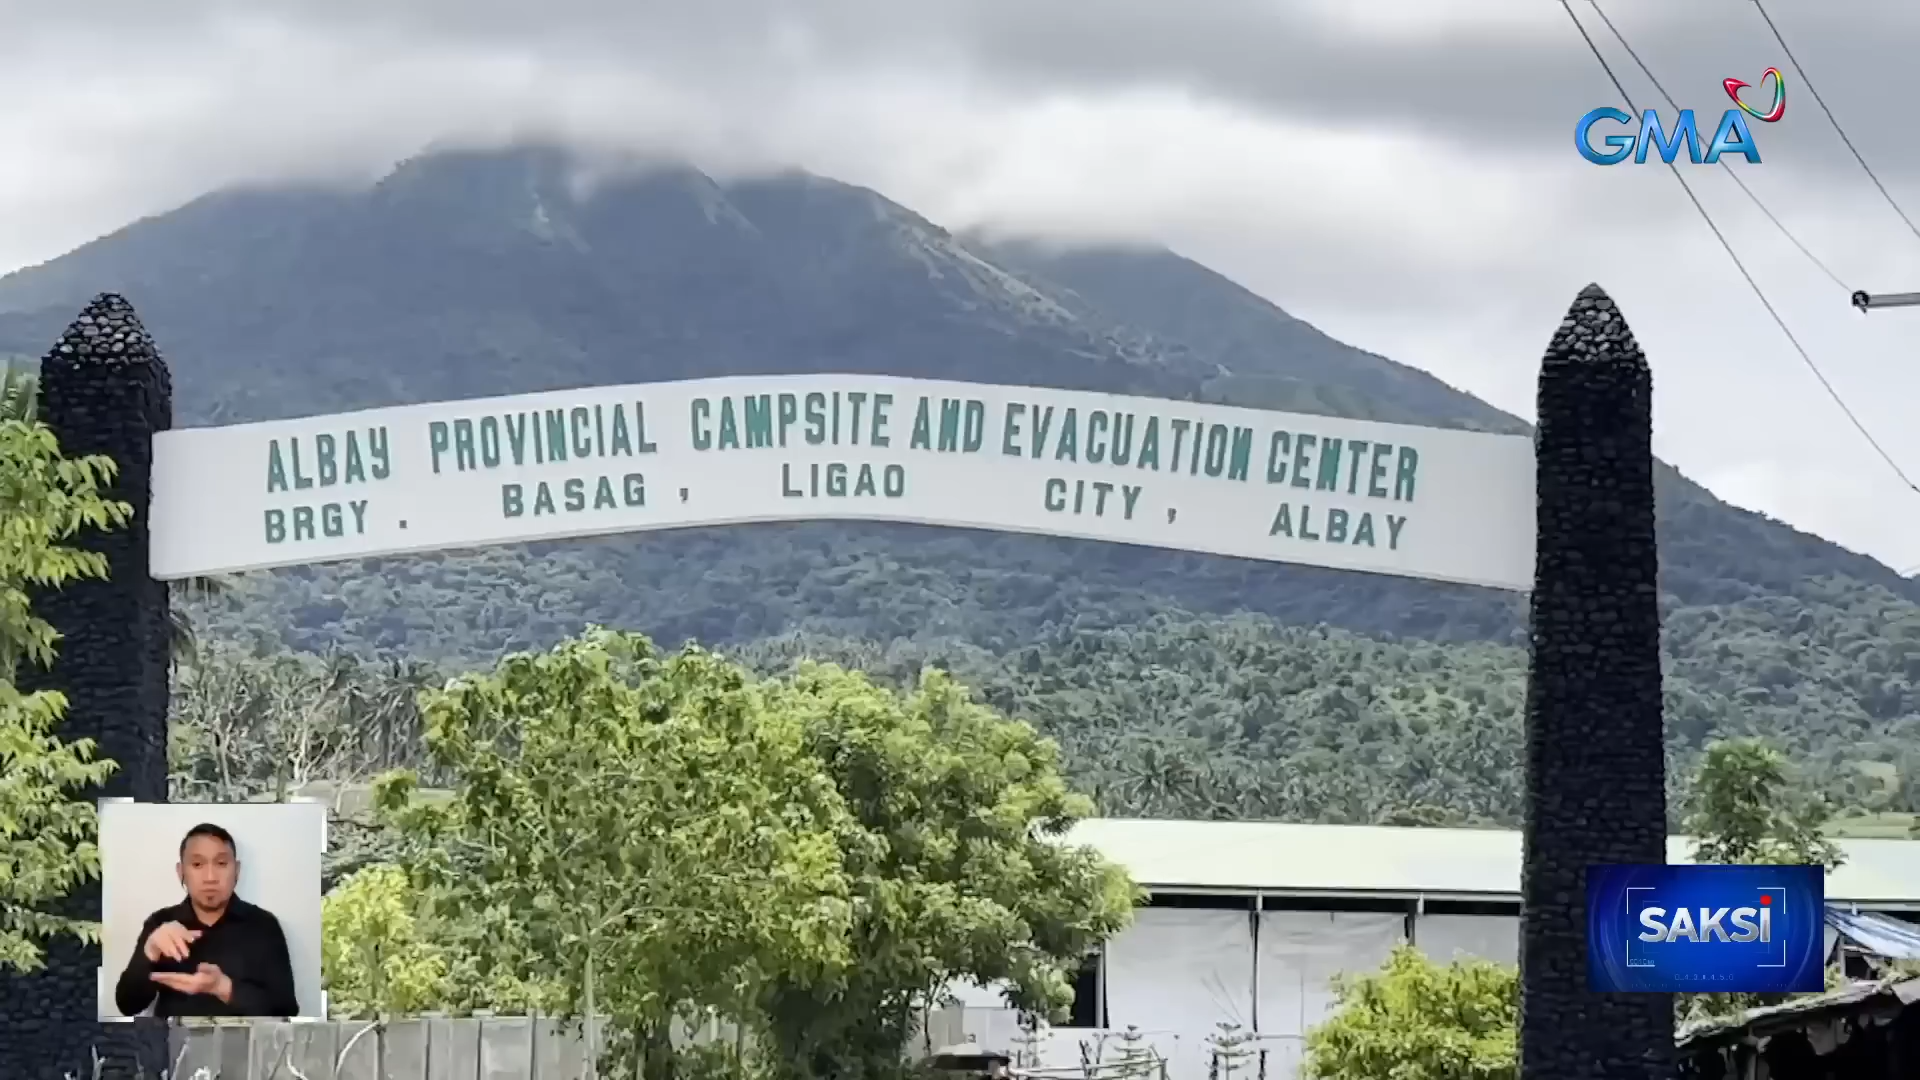 GMA
ALBAY PROVINCIAL CAMPSITE AND EVACUATION CENTER
BRGY. BASAG, LIGAO CITY, ALBAY
SAKSI